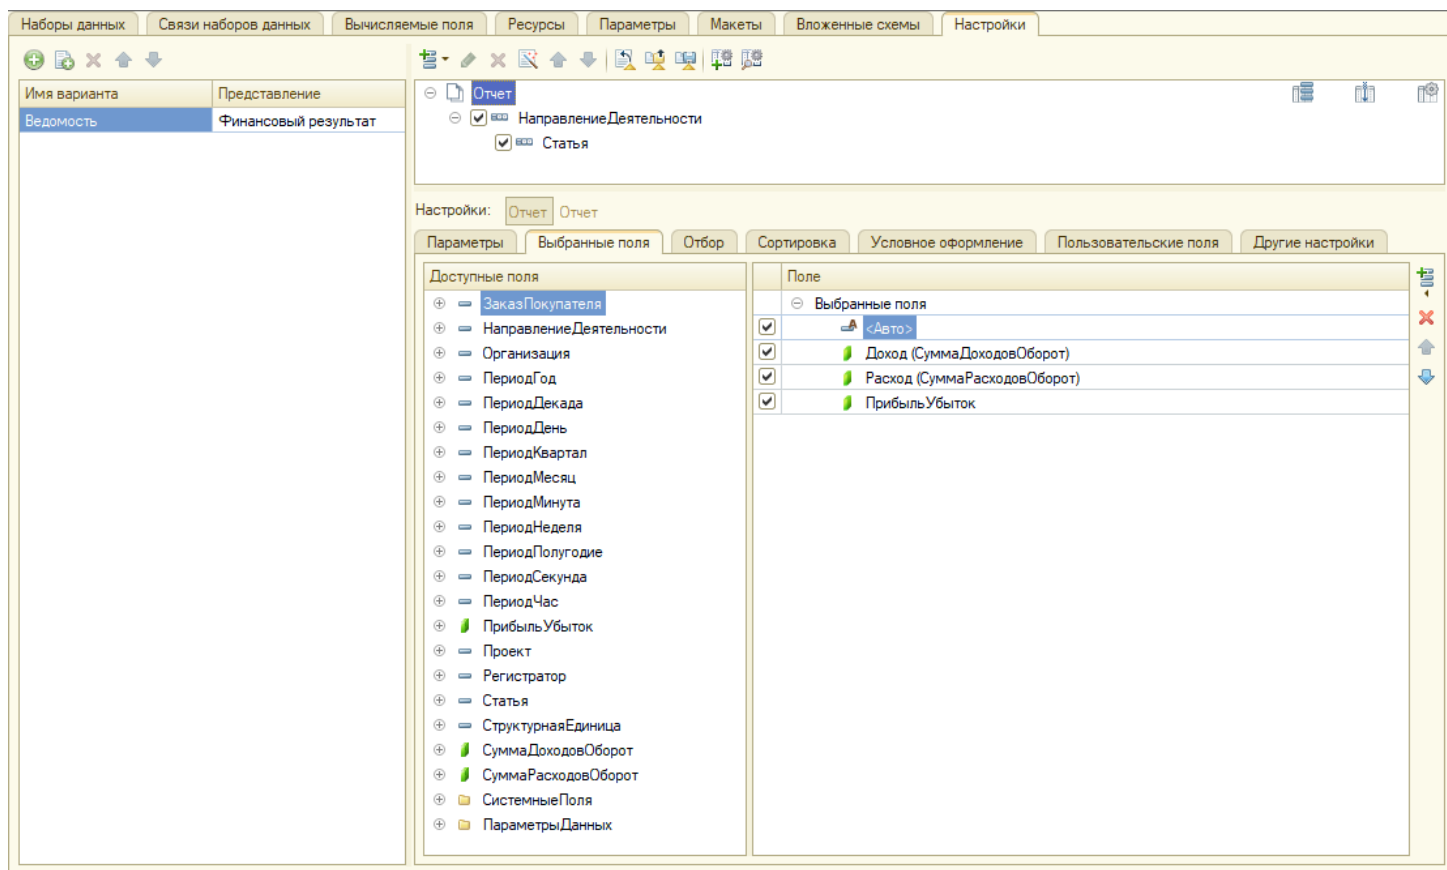 Наборы данных Связи наборов данных Вычисляемые поля Ресурсы Параметры Макеты Вложенные схемы Настройки
Имя варианта Представление
Ведомость Финансовый результат
Отчет
НаправлениеДеятельности
Статья
Настройки: Отчет Отчет
Параметры Выбранные поля Отбор Сортировка Условное оформление Пользовательские поля Другие настройки
Доступные поля
ЗаказПокупателя
НаправлениеДеятельности
Организация
ПериодГод
ПериодДекада
ПериодДень
ПериодКвартал
ПериодМесяц
ПериодМинута
ПериодНеделя
ПериодПолугодие
ПериодСекунда
ПериодЧас
ПрибыльУбыток
Проект
Регистратор
Статья
СтруктурнаяЕдиница
СуммаДоходовОборот
СуммаРасходовОборот
СистемныеПоля
ПараметрыДанных
Поле
Выбранные поля
<Авто>
Доход (СуммаДоходовОборот)
Расход (СуммаРасходовОборот)
ПрибыльУбыток